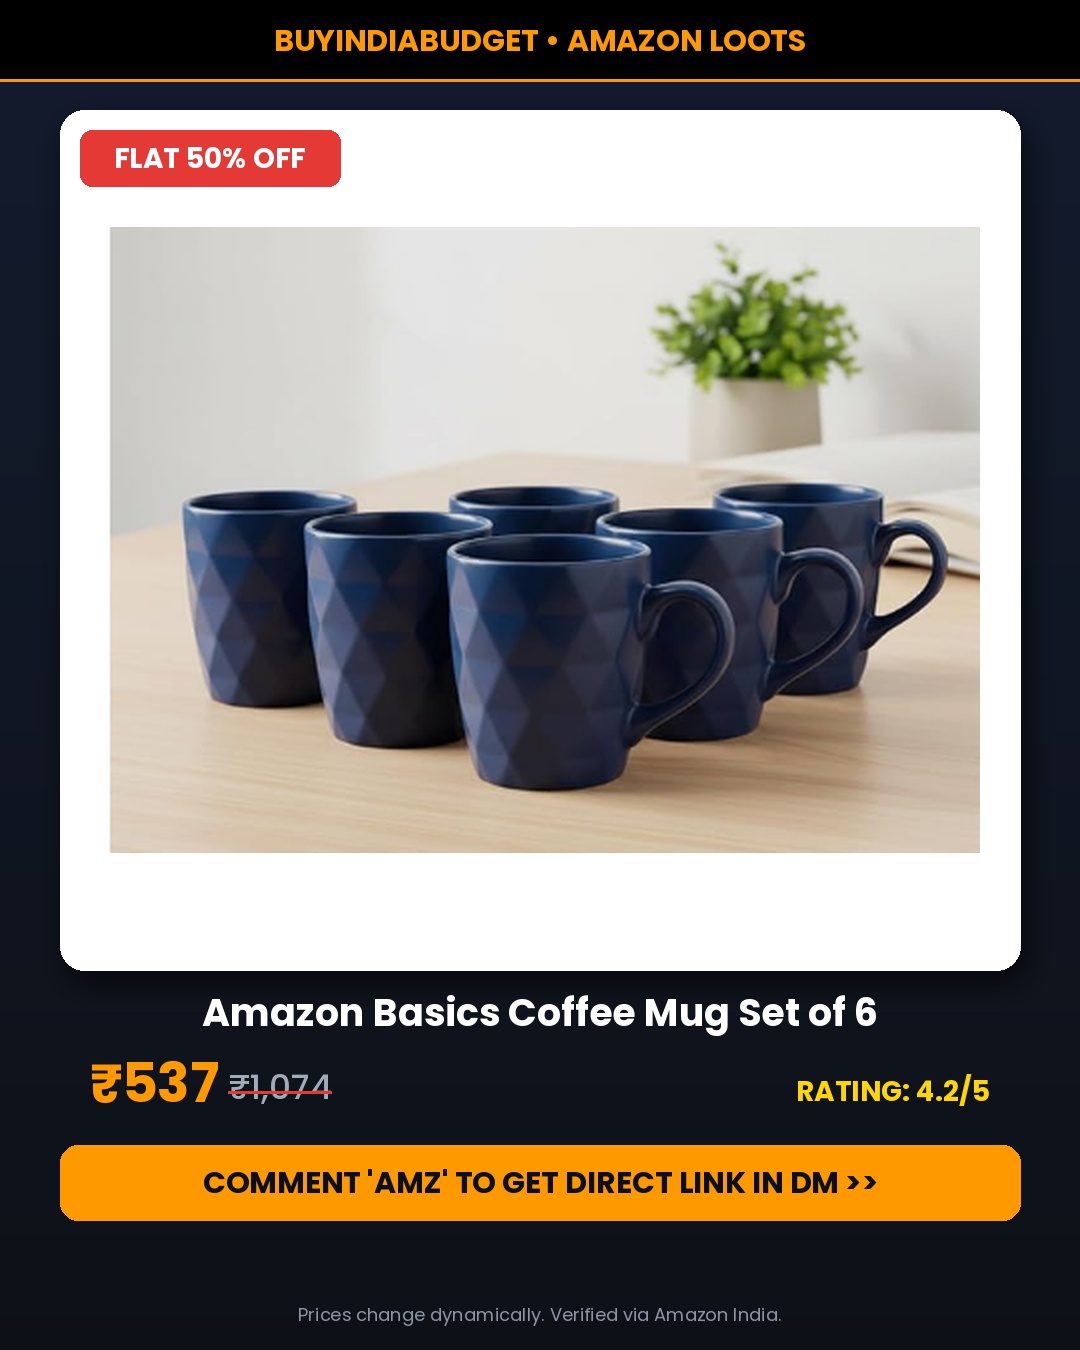 BUYINDIABUDGET • AMAZON LOOTS
FLAT 50% OFF
Amazon Basics Coffee Mug Set of 6
₹537 ₹1,074
RATING: 4.2/5
COMMENT 'AMZ' TO GET DIRECT LINK IN DM >>
Prices change dynamically. Verified via Amazon India.